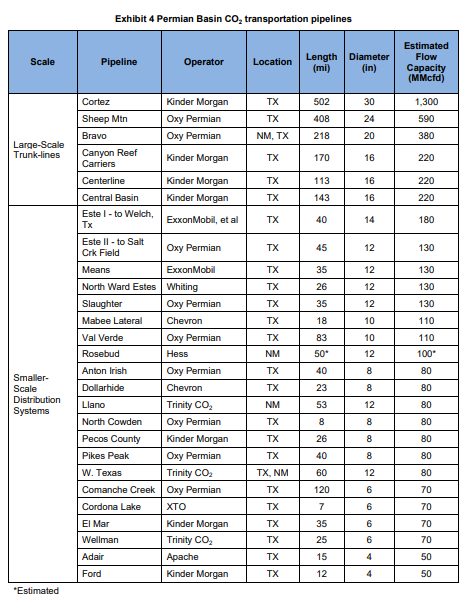 Exhibit 4 Permian Basin CO₂ transportation pipelines
Scale Pipeline Operator Location Length (mi) Diameter (in) Estimated Flow Capacity (MMcfd)
Large-Scale Trunk-lines
Cortez Kinder Morgan TX 502 30 1,300
Sheep Mtn Oxy Permian TX 408 24 590
Bravo Oxy Permian NM, TX 218 20 380
Canyon Reef Carriers Kinder Morgan TX 170 16 220
Centerline Kinder Morgan TX 113 16 220
Central Basin Kinder Morgan TX 143 16 220
Smaller-Scale Distribution Systems
Este I - to Welch, Tx ExxonMobil, et al TX 40 14 180
Este II - to Salt Crk Field Oxy Permian TX 45 12 130
Means ExxonMobil TX 35 12 130
North Ward Estes Whiting TX 26 12 130
Slaughter Oxy Permian TX 35 12 130
Mabee Lateral Chevron TX 18 10 110
Val Verde Oxy Permian TX 83 10 110
Rosebud Hess NM 50* 12 100*
Anton Irish Oxy Permian TX 40 8 80
Dollarhide Chevron TX 23 8 80
Llano Trinity CO₂ NM 53 12 80
North Cowden Oxy Permian TX 8 8 80
Pecos County Kinder Morgan TX 26 8 80
Pikes Peak Oxy Permian TX 40 8 80
W. Texas Trinity CO₂ TX, NM 60 12 80
Comanche Creek Oxy Permian TX 120 6 70
Cordona Lake XTO TX 7 6 70
El Mar Kinder Morgan TX 35 6 70
Wellman Trinity CO₂ TX 25 6 70
Adair Apache TX 15 4 50
Ford Kinder Morgan TX 12 4 50
*Estimated